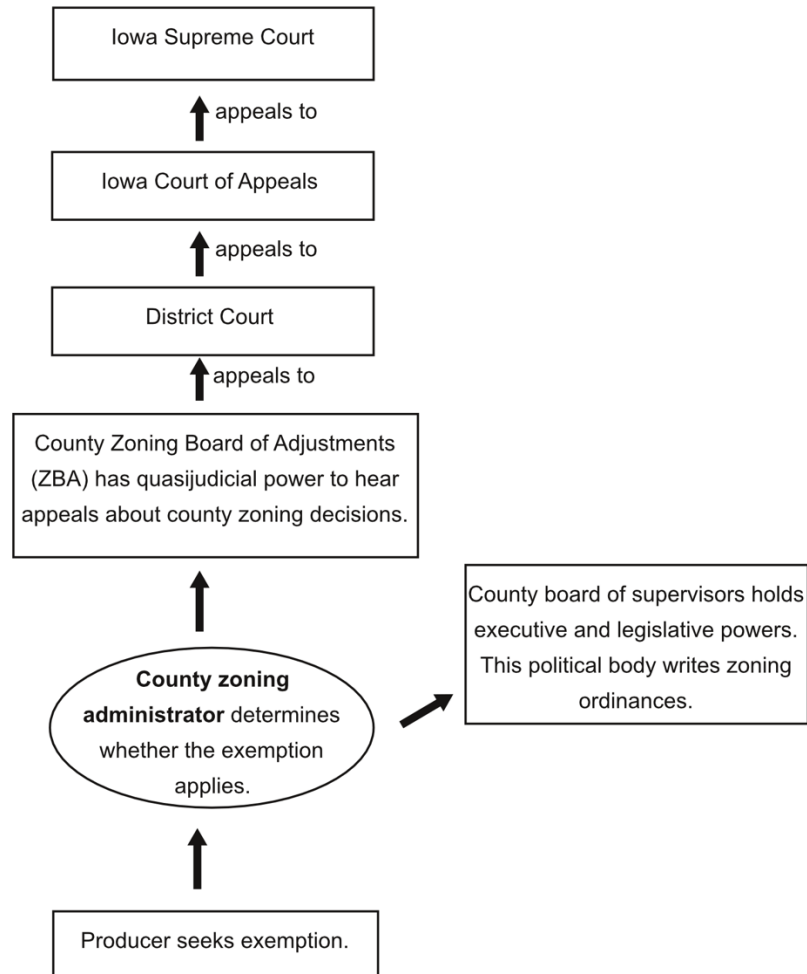 Iowa Supreme Court
appeals to
Iowa Court of Appeals
appeals to
District Court
appeals to
County Zoning Board of Adjustments
(ZBA) has quasijudicial power to hear
appeals about county zoning decisions.
County board of supervisors holds
executive and legislative powers.
This political body writes zoning
ordinances.
County zoning
administrator determines
whether the exemption
applies.
Producer seeks exemption.